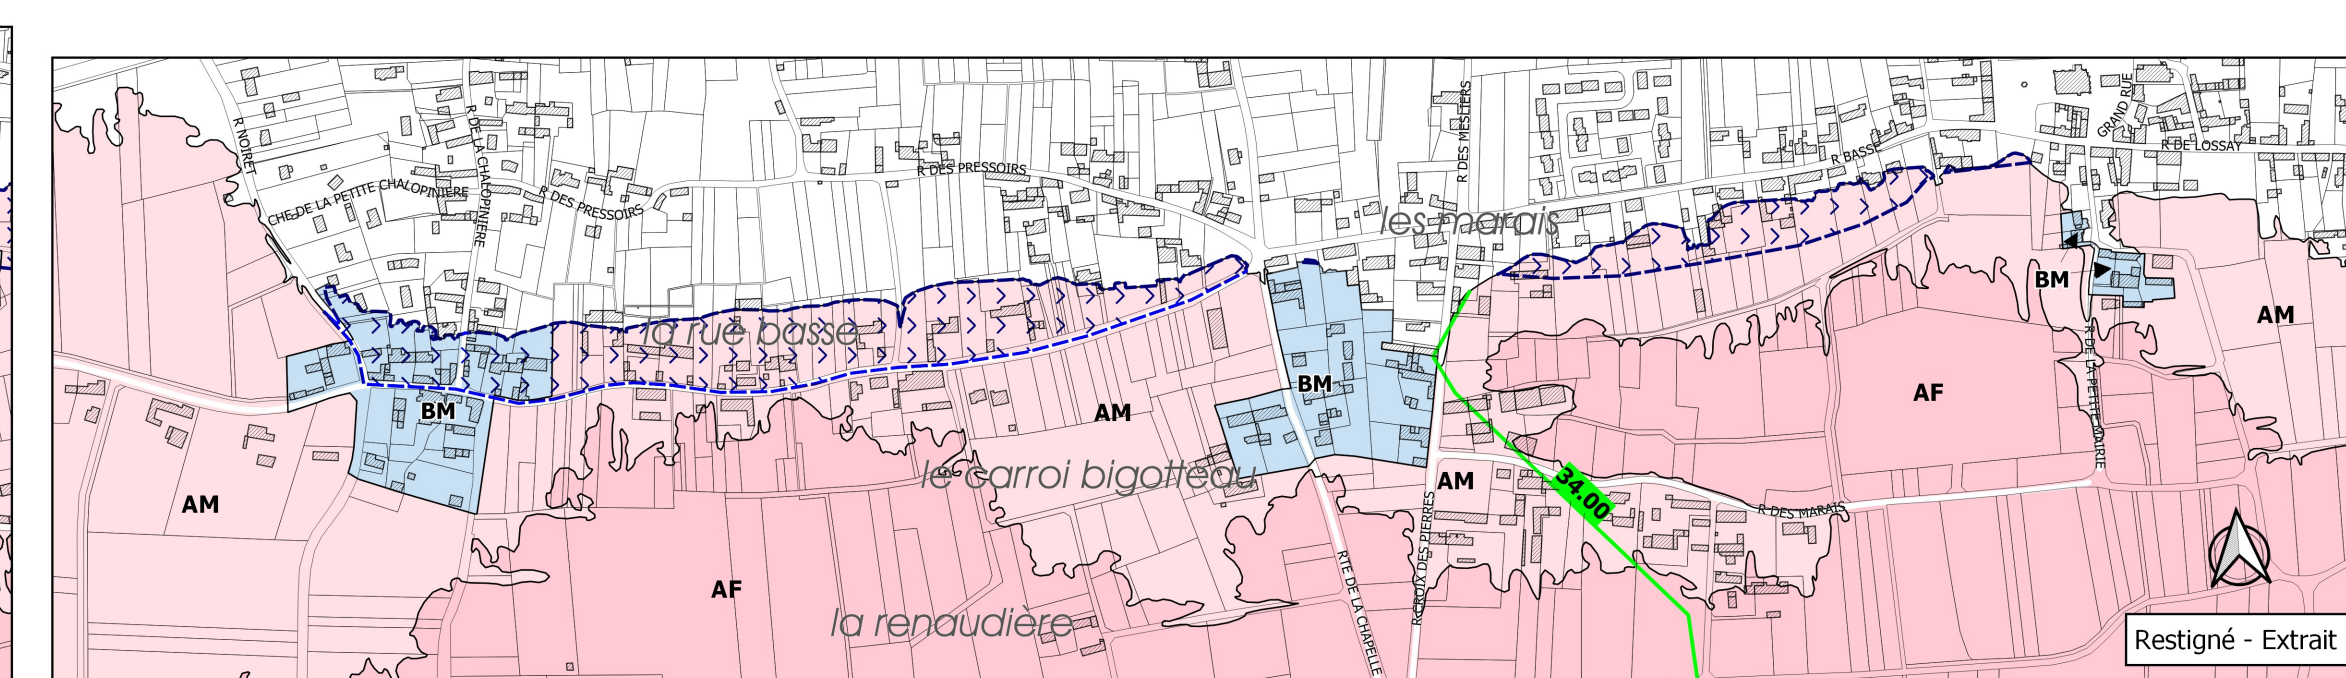 R NOIRET
R DE LA CHALOPINIERE
CHE DE LA PETITE CHALOPINIERE
R DES PRESSOIRS
R DES PRESSOIRS
R DES MESLIERS
R BASSE
GRAND RUE
R DE LOSSAY
les marais
la rue basse
BM
BM
BM
AM
AM
AM
AM
AF
AF
le carroi bigotteau
la renaudière
34.00
R DES MARAIS
R DE LA PETITE MAIRIE
R CROIX DES PIERRES
RTE DE LA CHAPELLE
Restigné - Extrait